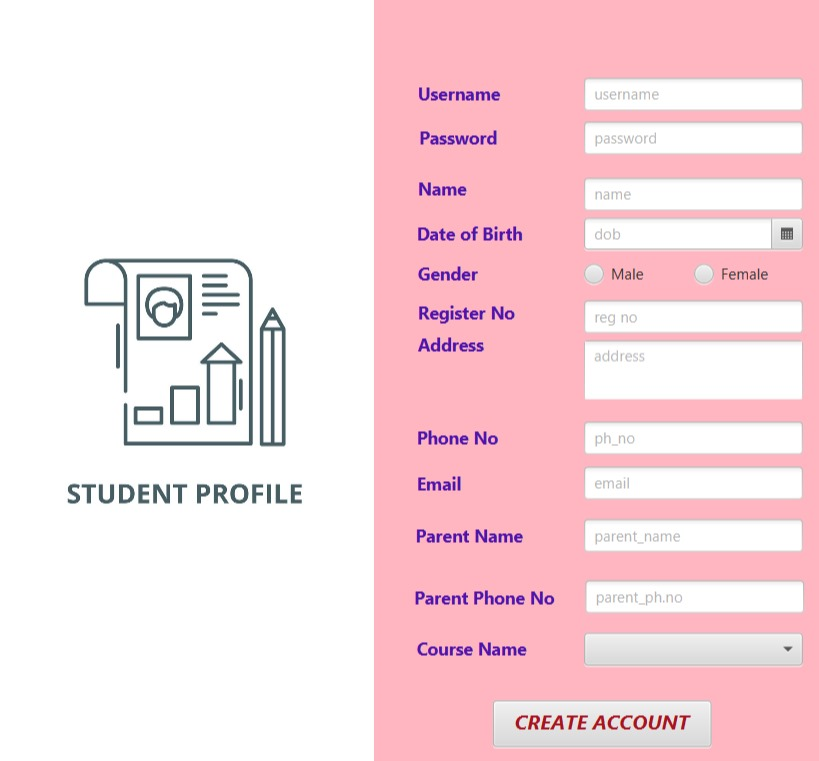 STUDENT PROFILE
Username username
Password password
Name name
Date of Birth dob
Gender Male Female
Register No reg no
Address address
Phone No ph_no
Email email
Parent Name parent_name
Parent Phone No parent_ph.no
Course Name
CREATE ACCOUNT